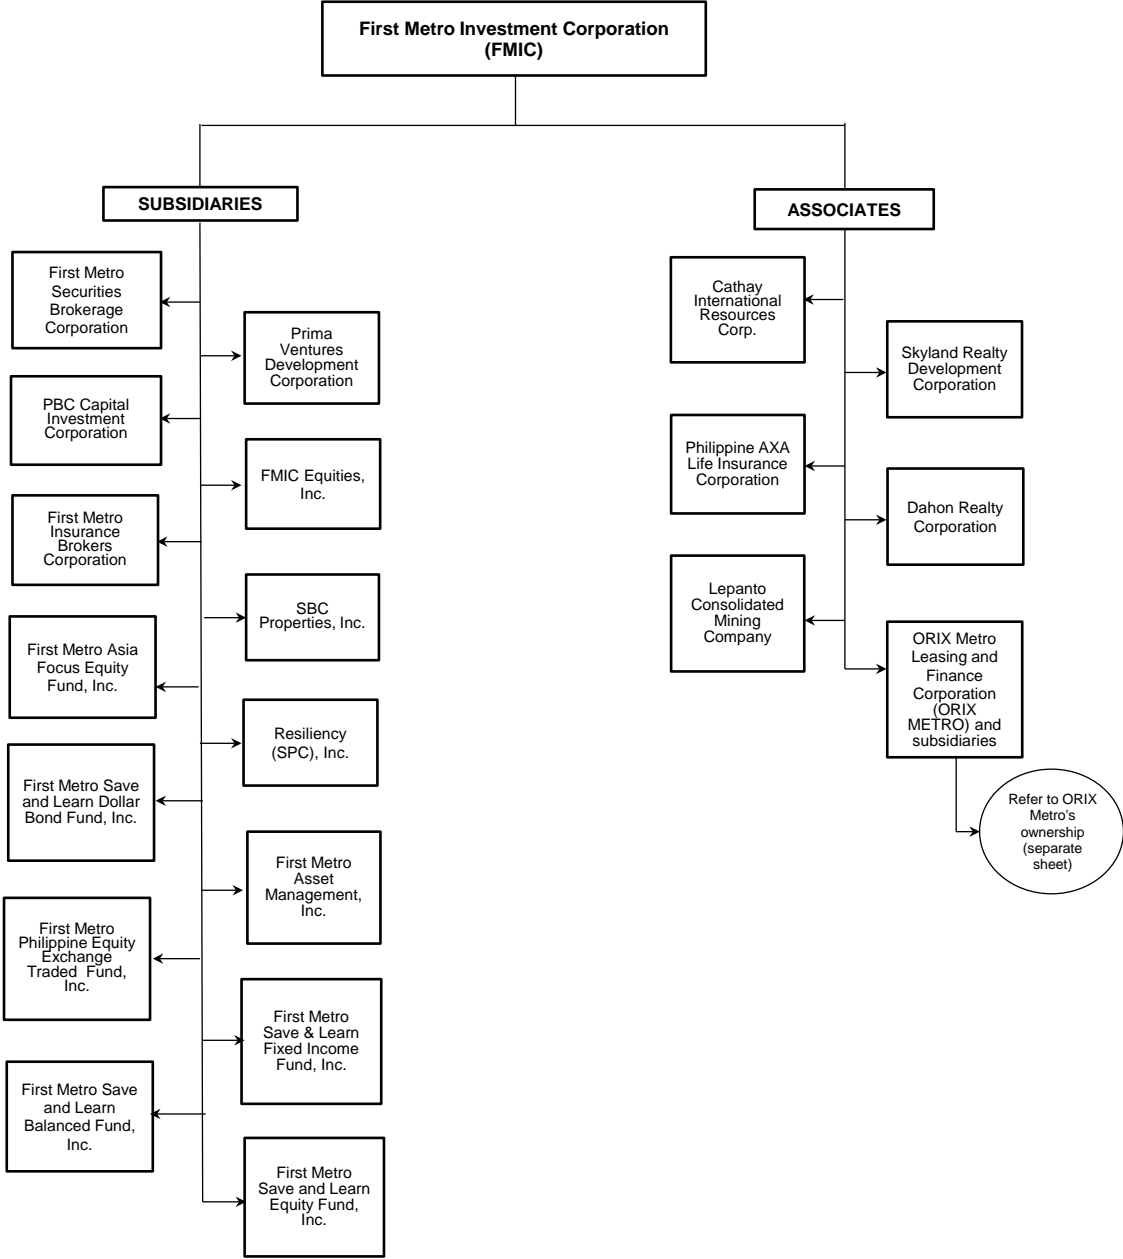 First Metro Investment Corporation
(FMIC)
SUBSIDIARIES
First Metro
Securities
Brokerage
Corporation
Prima
Ventures
Development
Corporation
PBC Capital
Investment
Corporation
FMIC Equities,
Inc.
First Metro
Insurance
Brokers
Corporation
SBC
Properties, Inc.
First Metro Asia
Focus Equity
Fund, Inc.
Resiliency
(SPC), Inc.
First Metro Save
and Learn Dollar
Bond Fund, Inc.
First Metro
Asset
Management,
Inc.
First Metro
Philippine Equity
Exchange
Traded Fund,
Inc.
First Metro
Save & Learn
Fixed Income
Fund, Inc.
First Metro Save
and Learn
Balanced Fund,
Inc.
First Metro
Save and Learn
Equity Fund,
Inc.
ASSOCIATES
Cathay
International
Resources
Corp.
Skyland Realty
Development
Corporation
Philippine AXA
Life Insurance
Corporation
Dahon Realty
Corporation
Lepanto
Consolidated
Mining
Company
ORIX Metro
Leasing and
Finance
Corporation
(ORIX
METRO) and
subsidiaries
Refer to ORIX
Metro’s
ownership
(separate
sheet)